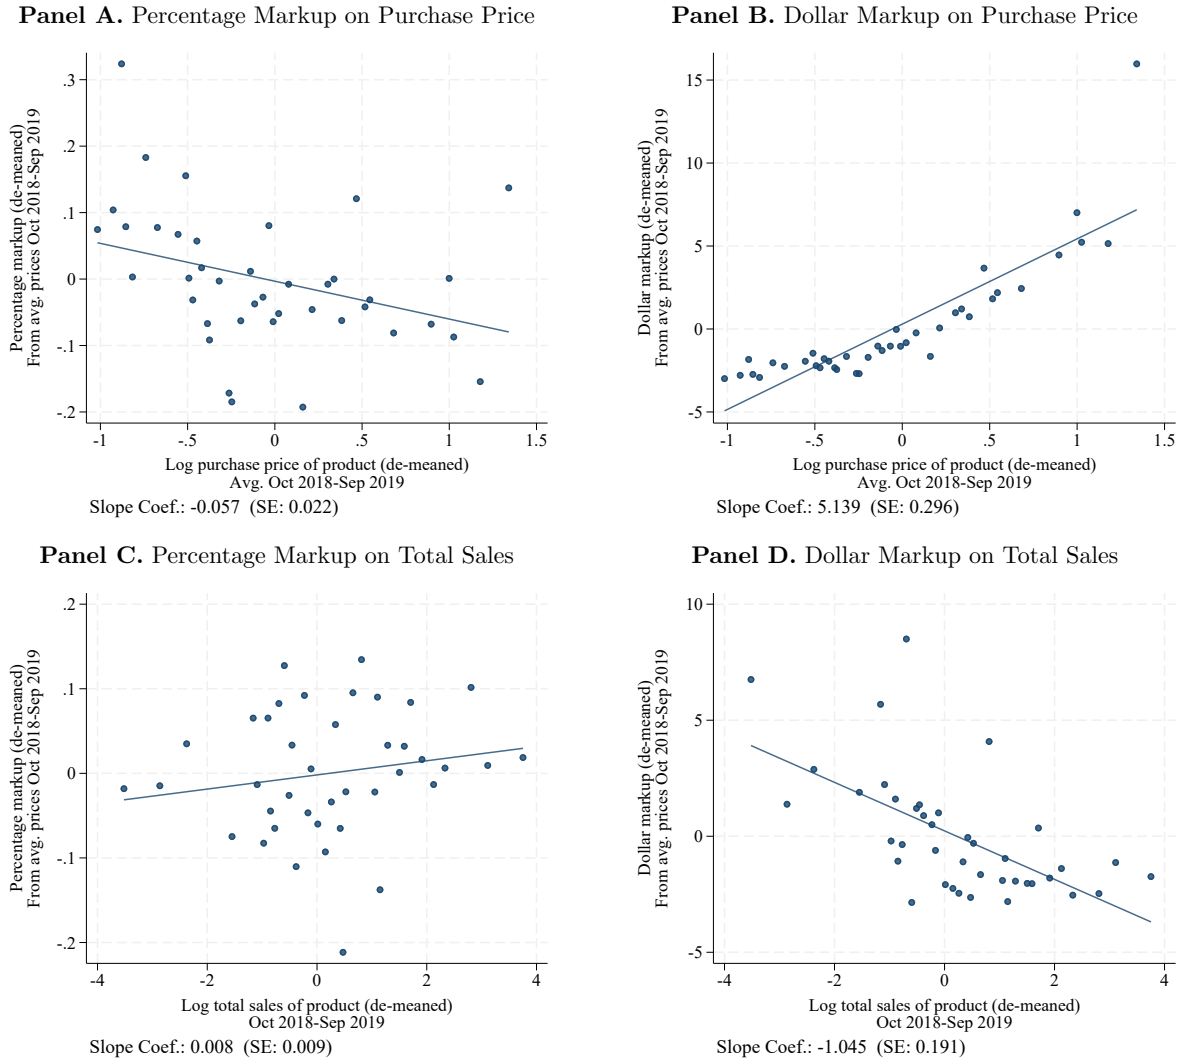 Panel A. Percentage Markup on Purchase Price
Percentage markup (de-meaned)
From avg. prices Oct 2018-Sep 2019
.3
.2
.1
0
-.1
-.2
-1
-.5
0
.5
1
1.5
Log purchase price of product (de-meaned)
Avg. Oct 2018-Sep 2019
Slope Coef.: -0.057 (SE: 0.022)
Panel B. Dollar Markup on Purchase Price
Dollar markup (de-meaned)
From avg. prices Oct 2018-Sep 2019
15
10
5
0
-5
-1
-.5
0
.5
1
1.5
Log purchase price of product (de-meaned)
Avg. Oct 2018-Sep 2019
Slope Coef.: 5.139 (SE: 0.296)
Panel C. Percentage Markup on Total Sales
Percentage markup (de-meaned)
From avg. prices Oct 2018-Sep 2019
.2
.1
0
-.1
-.2
-4
-2
0
2
4
Log total sales of product (de-meaned)
Oct 2018-Sep 2019
Slope Coef.: 0.008 (SE: 0.009)
Panel D. Dollar Markup on Total Sales
Dollar markup (de-meaned)
From avg. prices Oct 2018-Sep 2019
10
5
0
-5
-4
-2
0
2
4
Log total sales of product (de-meaned)
Oct 2018-Sep 2019
Slope Coef.: -1.045 (SE: 0.191)